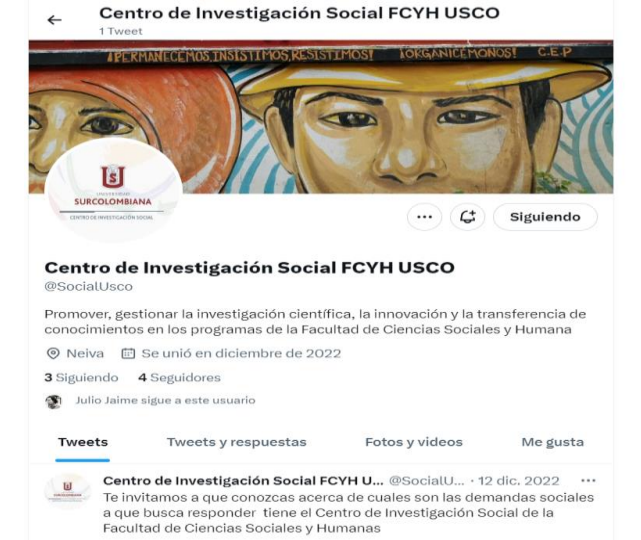 Centro de Investigación Social FCYH USCO
1 Tweet
¡PERMANECEMOS, INSISTIMOS, RESISTIMOS! ¡ORGANICÉMONOS! C.E.P
UNIVERSIDAD
SURCOLOMBIANA
CENTRO DE INVESTIGACIÓN SOCIAL
Siguiendo
Centro de Investigación Social FCYH USCO
@SocialUsco
Promover, gestionar la investigación científica, la innovación y la transferencia de
conocimientos en los programas de la Facultad de Ciencias Sociales y Humana
Neiva Se unió en diciembre de 2022
3 Siguiendo 4 Seguidores
Julio Jaime sigue a este usuario
Tweets Tweets y respuestas Fotos y videos Me gusta
Centro de Investigación Social FCYH U... @SocialU... · 12 dic. 2022
Te invitamos a que conozcas acerca de cuales son las demandas sociales
a que busca responder tiene el Centro de Investigación Social de la
Facultad de Ciencias Sociales y Humanas